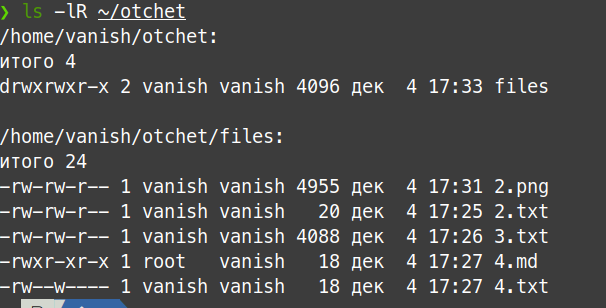 ❯ ls -lR ~/otchet
/home/vanish/otchet:
итого 4
drwxrwxr-x 2 vanish vanish 4096 дек  4 17:33 files

/home/vanish/otchet/files:
итого 24
-rw-rw-r-- 1 vanish vanish 4955 дек  4 17:31 2.png
-rw-rw-r-- 1 vanish vanish   20 дек  4 17:25 2.txt
-rw-rw-r-- 1 vanish vanish 4088 дек  4 17:26 3.txt
-rwxr-xr-x 1 root   vanish   18 дек  4 17:27 4.md
-rw--w---- 1 vanish vanish   18 дек  4 17:27 4.txt